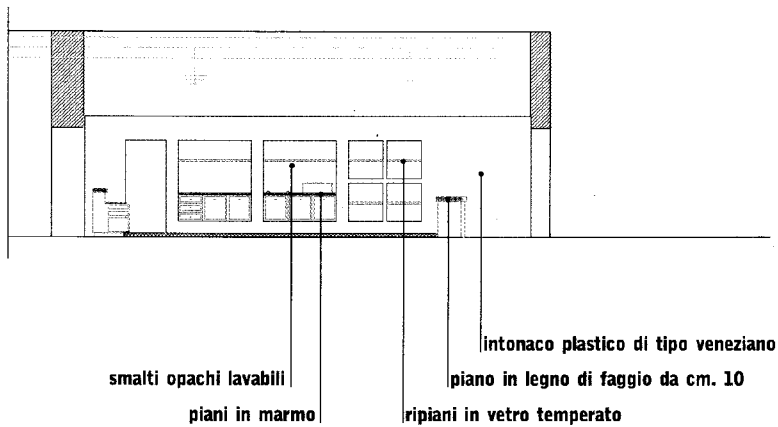 intonaco plastico di tipo veneziano
smalti opachi lavabili
piano in legno di faggio da cm. 10
piani in marmo
ripiani in vetro temperato